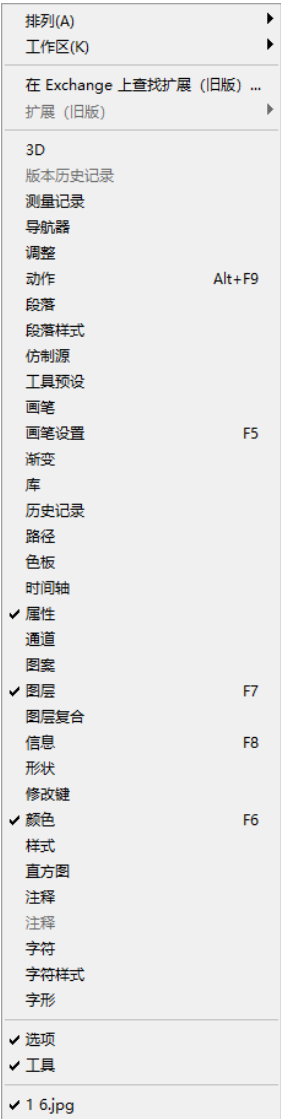 排列(A)
工作区(K)
在 Exchange 上查找扩展（旧版）...
扩展（旧版）
3D
版本历史记录
测量记录
导航器
调整
动作 Alt+F9
段落
段落样式
仿制源
工具预设
画笔
画笔设置 F5
渐变
库
历史记录
路径
色板
时间轴
属性
通道
图案
图层 F7
图层复合
信息 F8
形状
修改键
颜色 F6
样式
直方图
注释
注释
字符
字符样式
字形
选项
工具
1 6.jpg